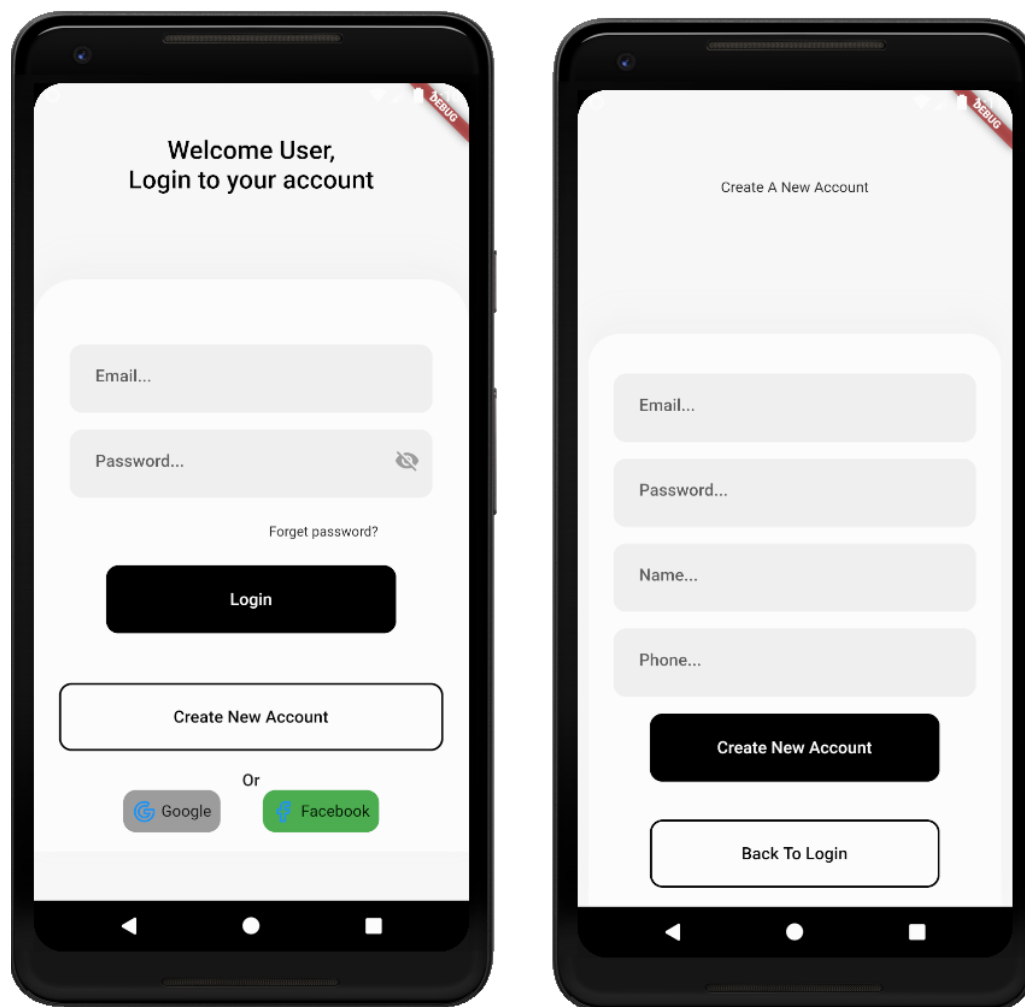 DEBUG
Welcome User,
Login to your account
Email...
Password...
Forget password?
Login
Create New Account
Or
Google
Facebook
DEBUG
Create A New Account
Email...
Password...
Name...
Phone...
Create New Account
Back To Login